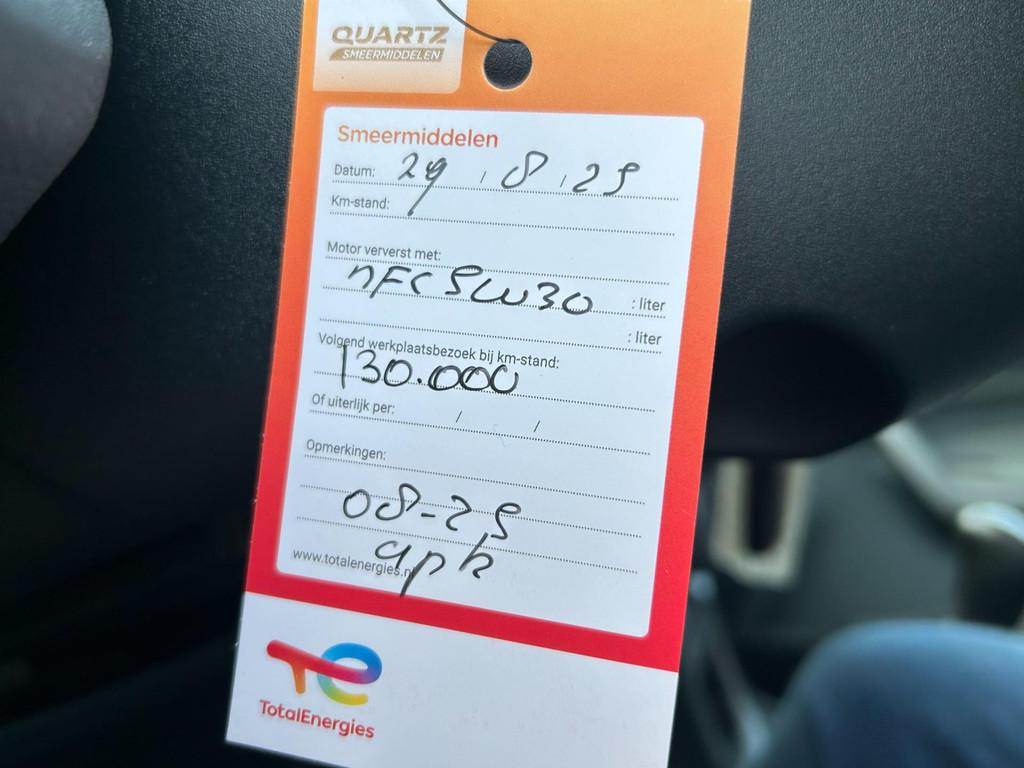 QUARTZ
SMEERMIDDELEN
Smeermiddelen
Datum: 29 / 8 / 25
Km-stand:
Motor ververst met:
nFC 5W30 : liter
: liter
Volgend werkplaatsbezoek bij km-stand:
130.000
Of uiterlijk per: / /
Opmerkingen:
08-25
apk
www.totalenergies.nl
TotalEnergies